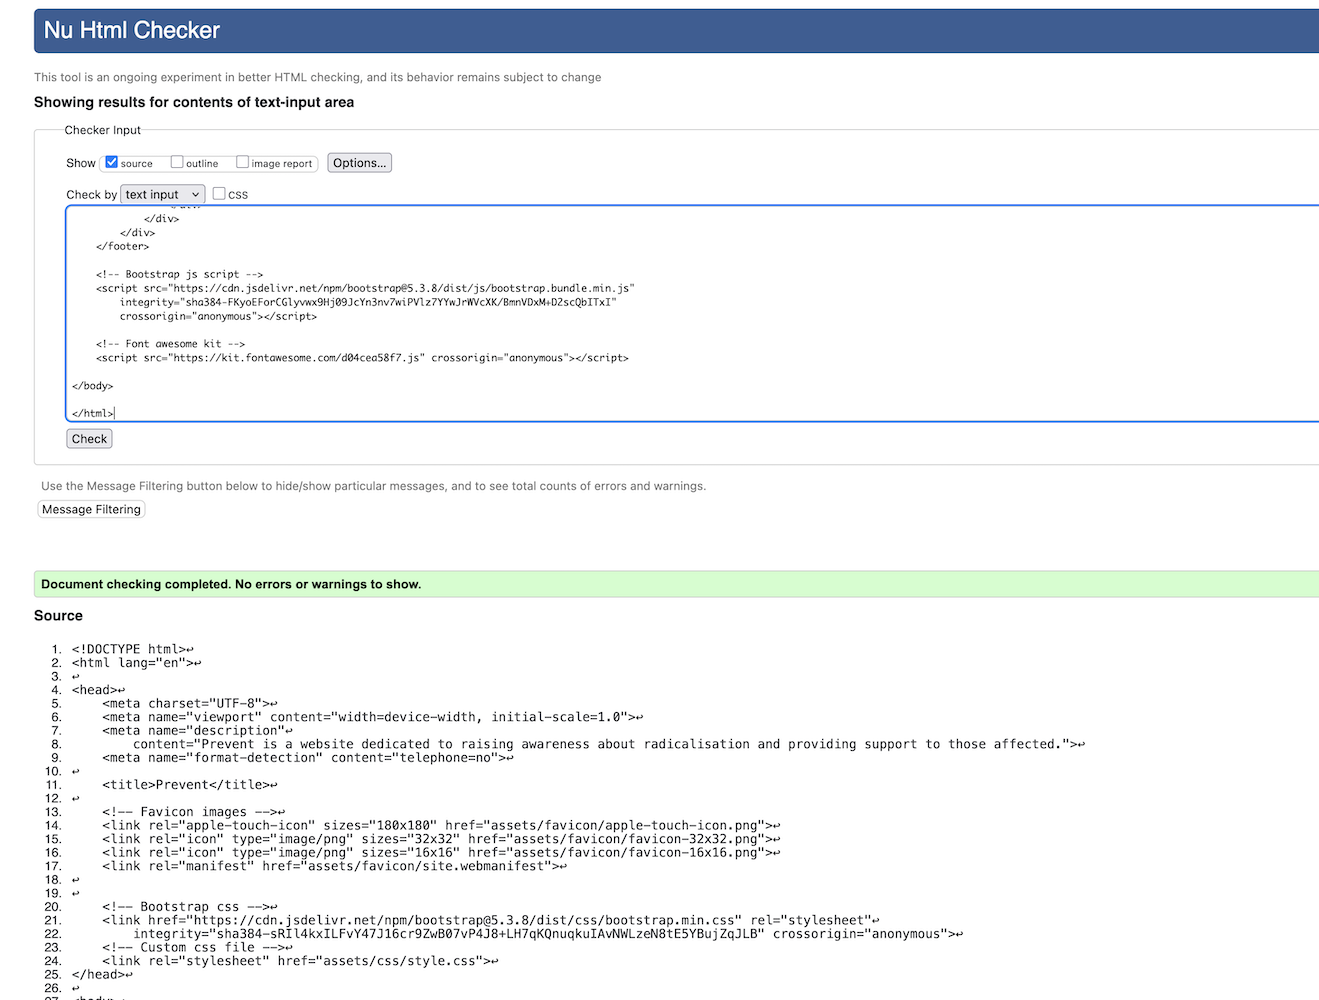 Nu Html Checker
This tool is an ongoing experiment in better HTML checking, and its behavior remains subject to change
Showing results for contents of text-input area
Checker Input
Show source outline image report Options...
Check by text input CSS
</div>
</div>
</footer>
<!-- Bootstrap js script -->
<script src="https://cdn.jsdelivr.net/npm/bootstrap@5.3.8/dist/js/bootstrap.bundle.min.js"
integrity="sha384-FKyoEForCGlyvwx9Hj09JcYn3nv7wiPVlz7YYwJrWVcXK/BmnVDxM+D2scQbITxI"
crossorigin="anonymous"></script>
<!-- Font awesome kit -->
<script src="https://kit.fontawesome.com/d04cea58f7.js" crossorigin="anonymous"></script>
</body>
</html>
Check
Use the Message Filtering button below to hide/show particular messages, and to see total counts of errors and warnings.
Message Filtering
Document checking completed. No errors or warnings to show.
Source
1. <!DOCTYPE html>↩
2. <html lang="en">↩
3. ↩
4. <head>↩
5. <meta charset="UTF-8">↩
6. <meta name="viewport" content="width=device-width, initial-scale=1.0">↩
7. <meta name="description"↩
8. content="Prevent is a website dedicated to raising awareness about radicalisation and providing support to those affected.">↩
9. <meta name="format-detection" content="telephone=no">↩
10. ↩
11. <title>Prevent</title>↩
12. ↩
13. <!-- Favicon images -->↩
14. <link rel="apple-touch-icon" sizes="180x180" href="assets/favicon/apple-touch-icon.png">↩
15. <link rel="icon" type="image/png" sizes="32x32" href="assets/favicon/favicon-32x32.png">↩
16. <link rel="icon" type="image/png" sizes="16x16" href="assets/favicon/favicon-16x16.png">↩
17. <link rel="manifest" href="assets/favicon/site.webmanifest">↩
18. ↩
19. ↩
20. <!-- Bootstrap css -->↩
21. <link href="https://cdn.jsdelivr.net/npm/bootstrap@5.3.8/dist/css/bootstrap.min.css" rel="stylesheet"↩
22. integrity="sha384-sRIl4kxILFvY47J16cr9ZwB07vP4J8+LH7qKQnuqkuIAvNWLzeN8tE5YBujZqJLB" crossorigin="anonymous">↩
23. <!-- Custom css file -->↩
24. <link rel="stylesheet" href="assets/css/style.css">↩
25. </head>↩
26. ↩